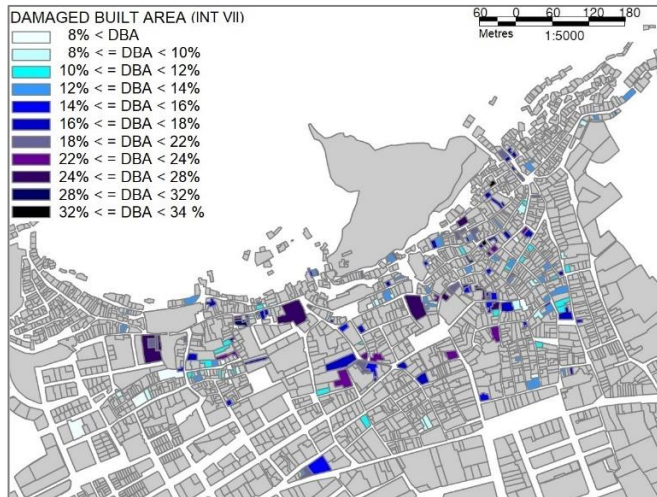 DAMAGED BUILT AREA (INT VII)
8% < DBA
8% < = DBA < 10%
10% < = DBA < 12%
12% < = DBA < 14%
14% < = DBA < 16%
16% < = DBA < 18%
18% < = DBA < 22%
22% < = DBA < 24%
24% < = DBA < 28%
28% < = DBA < 32%
32% < = DBA < 34 %
60 0 60 120 180
Metres 1:5000